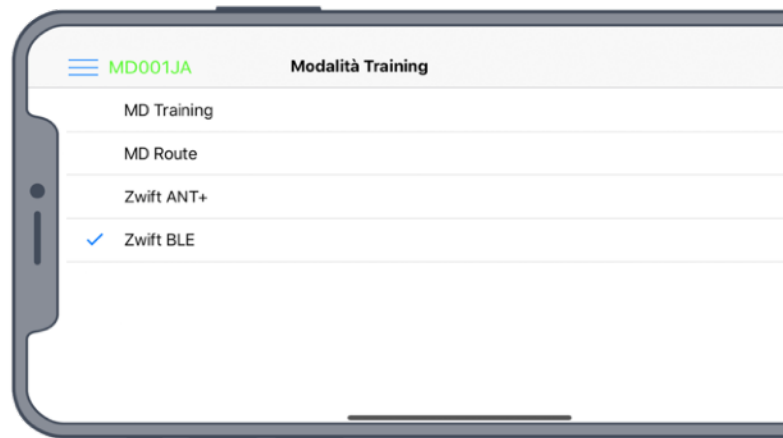 MD001JA
Modalità Training
MD Training
MD Route
Zwift ANT+
Zwift BLE